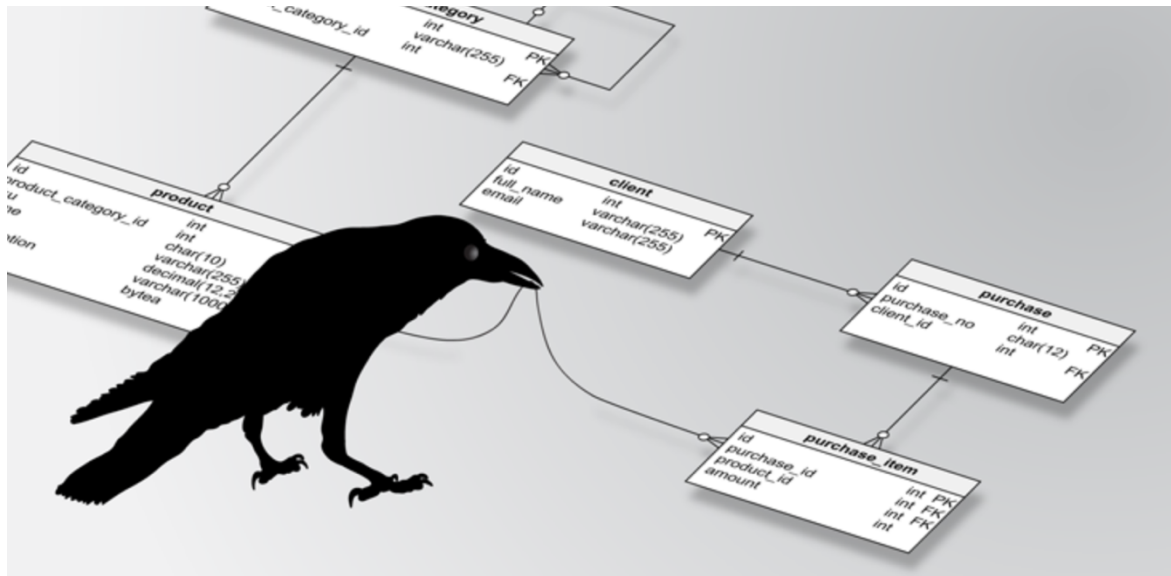 egory
int
_category_id
varchar(255) PK
int
FK
product
id
product_category_id int
int
char(10)
varchar(255)
tion decimal(12,2
varchar(1000
bytea
client
id int PK
full_name varchar(255)
email varchar(255)
purchase
id int PK
purchase_no char(12)
client_id int FK
purchase_item
id int PK
purchase_id int FK
product_id int FK
amount int